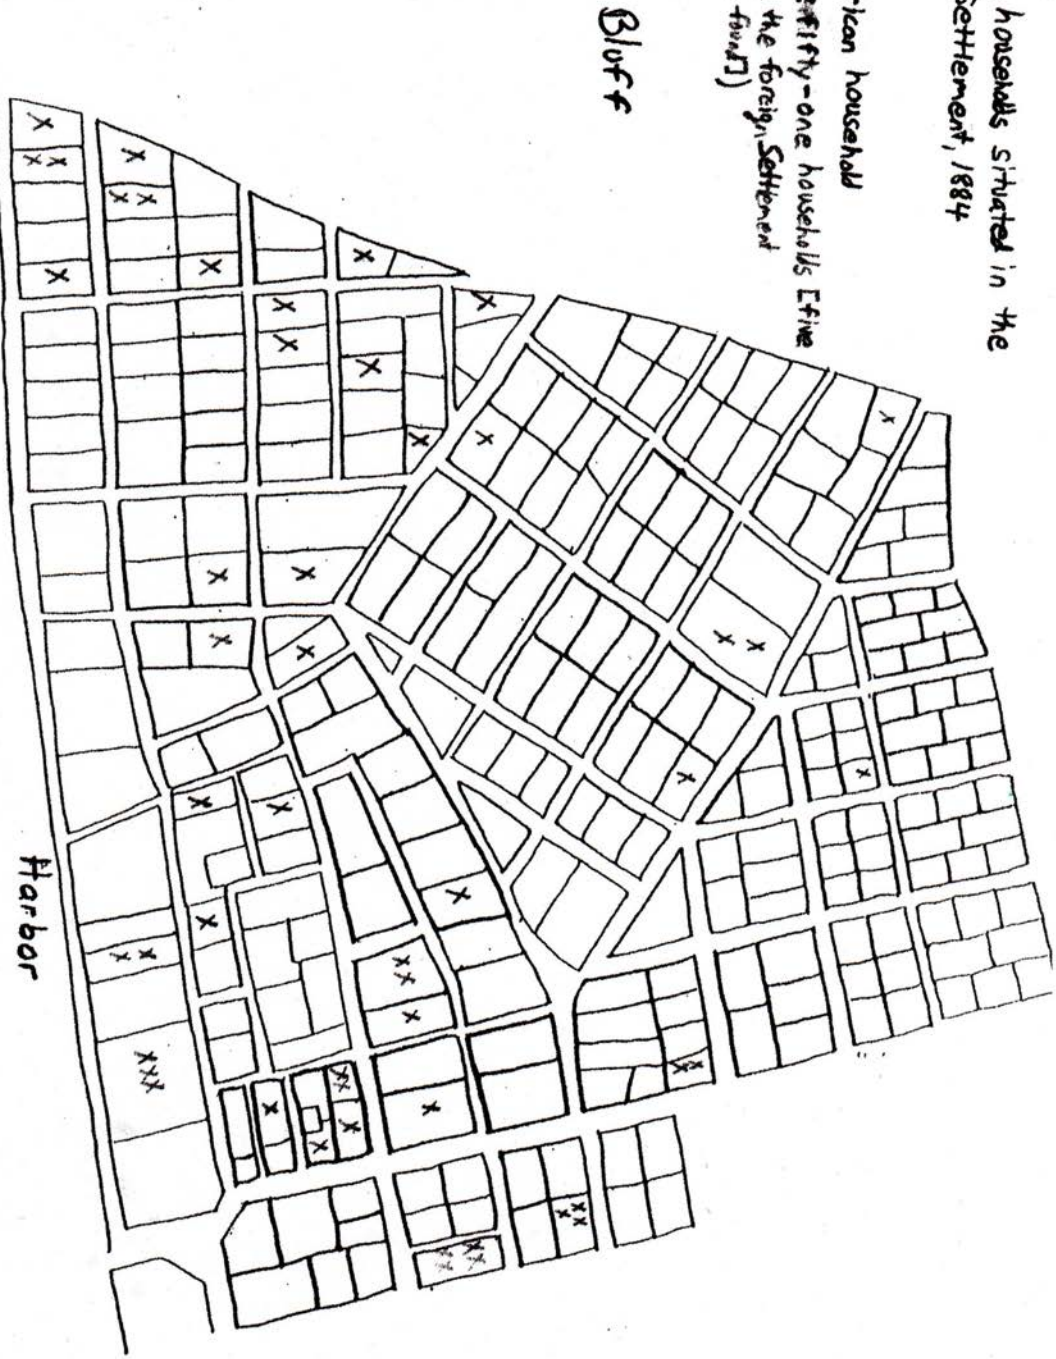 households situated in the
Settlement, 1884
ican household
fifty-one households [five
the foreign Settlement
found])
Bluff
Harbor
X
X X
X
X
X X
X
X
X
X
X
X
X
X
X
X
X
X
X
X X
X
X
X
X
X
X
X X
X
X X
X X X
X X
X
X
X
X
X X
X X X
X X X X